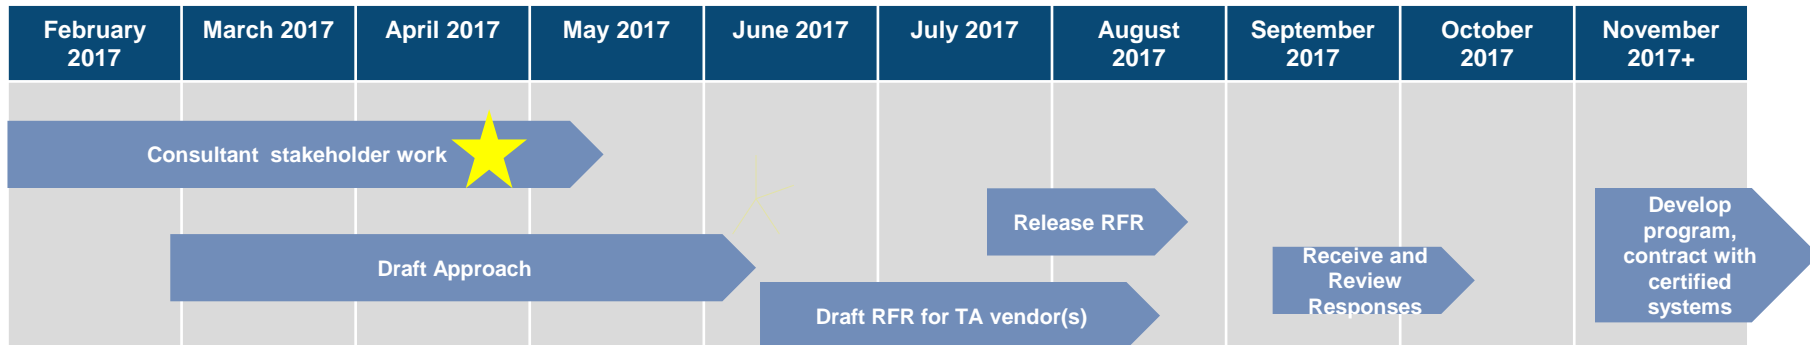 February
2017
March 2017
April 2017
May 2017
June 2017
July 2017
August
2017
September
2017
October
2017
November
2017+
Consultant stakeholder work
Release RFR
Develop
program,
contract with
certified
systems
Draft Approach
Receive and
Review
Responses
Draft RFR for TA vendor(s)